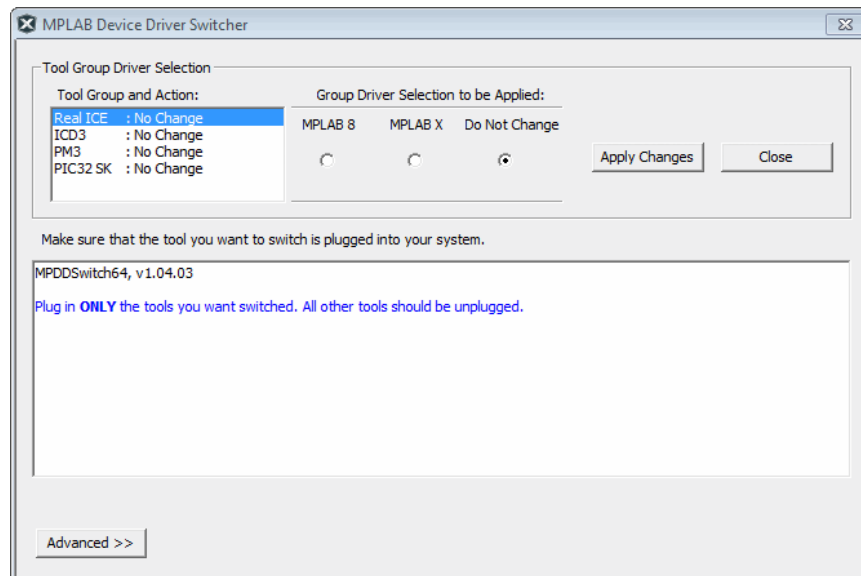 MPLAB Device Driver Switcher
Tool Group Driver Selection
Tool Group and Action:
Group Driver Selection to be Applied:
Real ICE : No Change
ICD3 : No Change
PM3 : No Change
PIC32 SK : No Change
MPLAB 8 MPLAB X Do Not Change
Apply Changes
Close
Make sure that the tool you want to switch is plugged into your system.
MPDDSwitch64, v1.04.03
Plug in ONLY the tools you want switched. All other tools should be unplugged.
Advanced >>